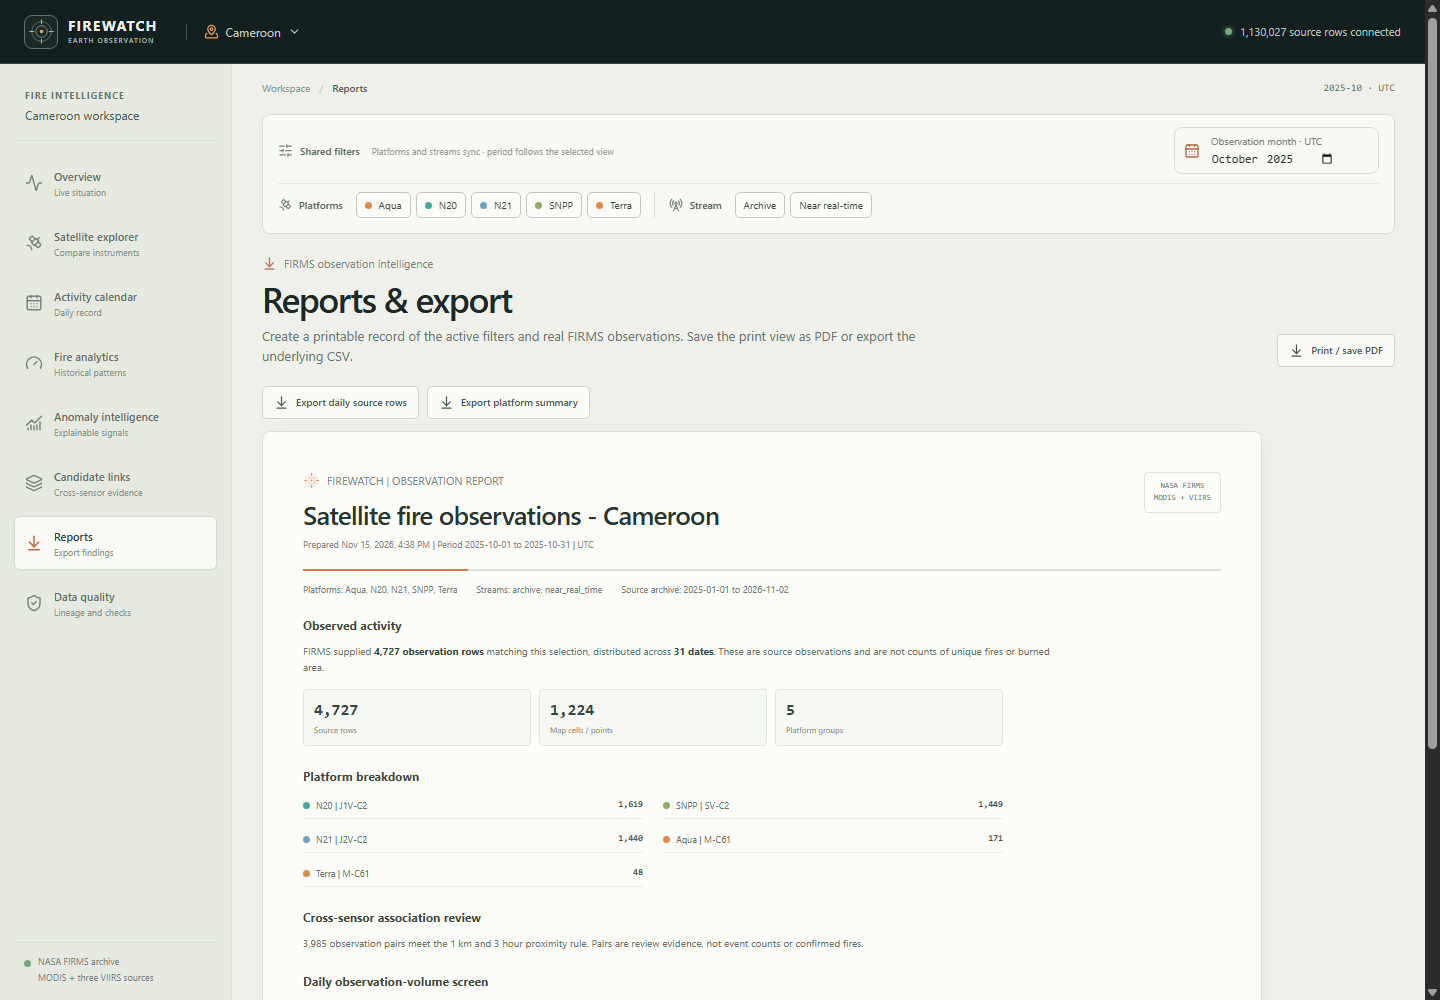 FIREWATCH
EARTH OBSERVATION
Cameroon
1,130,027 source rows connected
FIRE INTELLIGENCE
Cameroon workspace
Overview
Live situation
Satellite explorer
Compare instruments
Activity calendar
Daily record
Fire analytics
Historical patterns
Anomaly intelligence
Explainable signals
Candidate links
Cross-sensor evidence
Reports
Export findings
Data quality
Lineage and checks
NASA FIRMS archive
MODIS + three VIIRS sources
Workspace / Reports
2025-10 · UTC
Shared filters Platforms and streams sync · period follows the selected view
Observation month · UTC
October 2025
Platforms Aqua N20 N21 SNPP Terra Stream Archive Near real-time
FIRMS observation intelligence
Reports & export
Create a printable record of the active filters and real FIRMS observations. Save the print view as PDF or export the
underlying CSV.
Print / save PDF
Export daily source rows Export platform summary
FIREWATCH | OBSERVATION REPORT
NASA FIRMS
MODIS + VIIRS
Satellite fire observations - Cameroon
Prepared Nov 15, 2026, 4:38 PM | Period 2025-10-01 to 2025-10-31 | UTC
Platforms: Aqua, N20, N21, SNPP, Terra Streams: archive, near_real_time Source archive: 2025-01-01 to 2026-11-02
Observed activity
FIRMS supplied 4,727 observation rows matching this selection, distributed across 31 dates. These are source observations and are not counts of unique fires or burned
area.
4,727 1,224 5
Source rows Map cells / points Platform groups
Platform breakdown
N20 | J1V-C2 1,619 SNPP | SV-C2 1,449
N21 | J2V-C2 1,440 Aqua | M-C61 171
Terra | M-C61 48
Cross-sensor association review
3,985 observation pairs meet the 1 km and 3 hour proximity rule. Pairs are review evidence, not event counts or confirmed fires.
Daily observation-volume screen